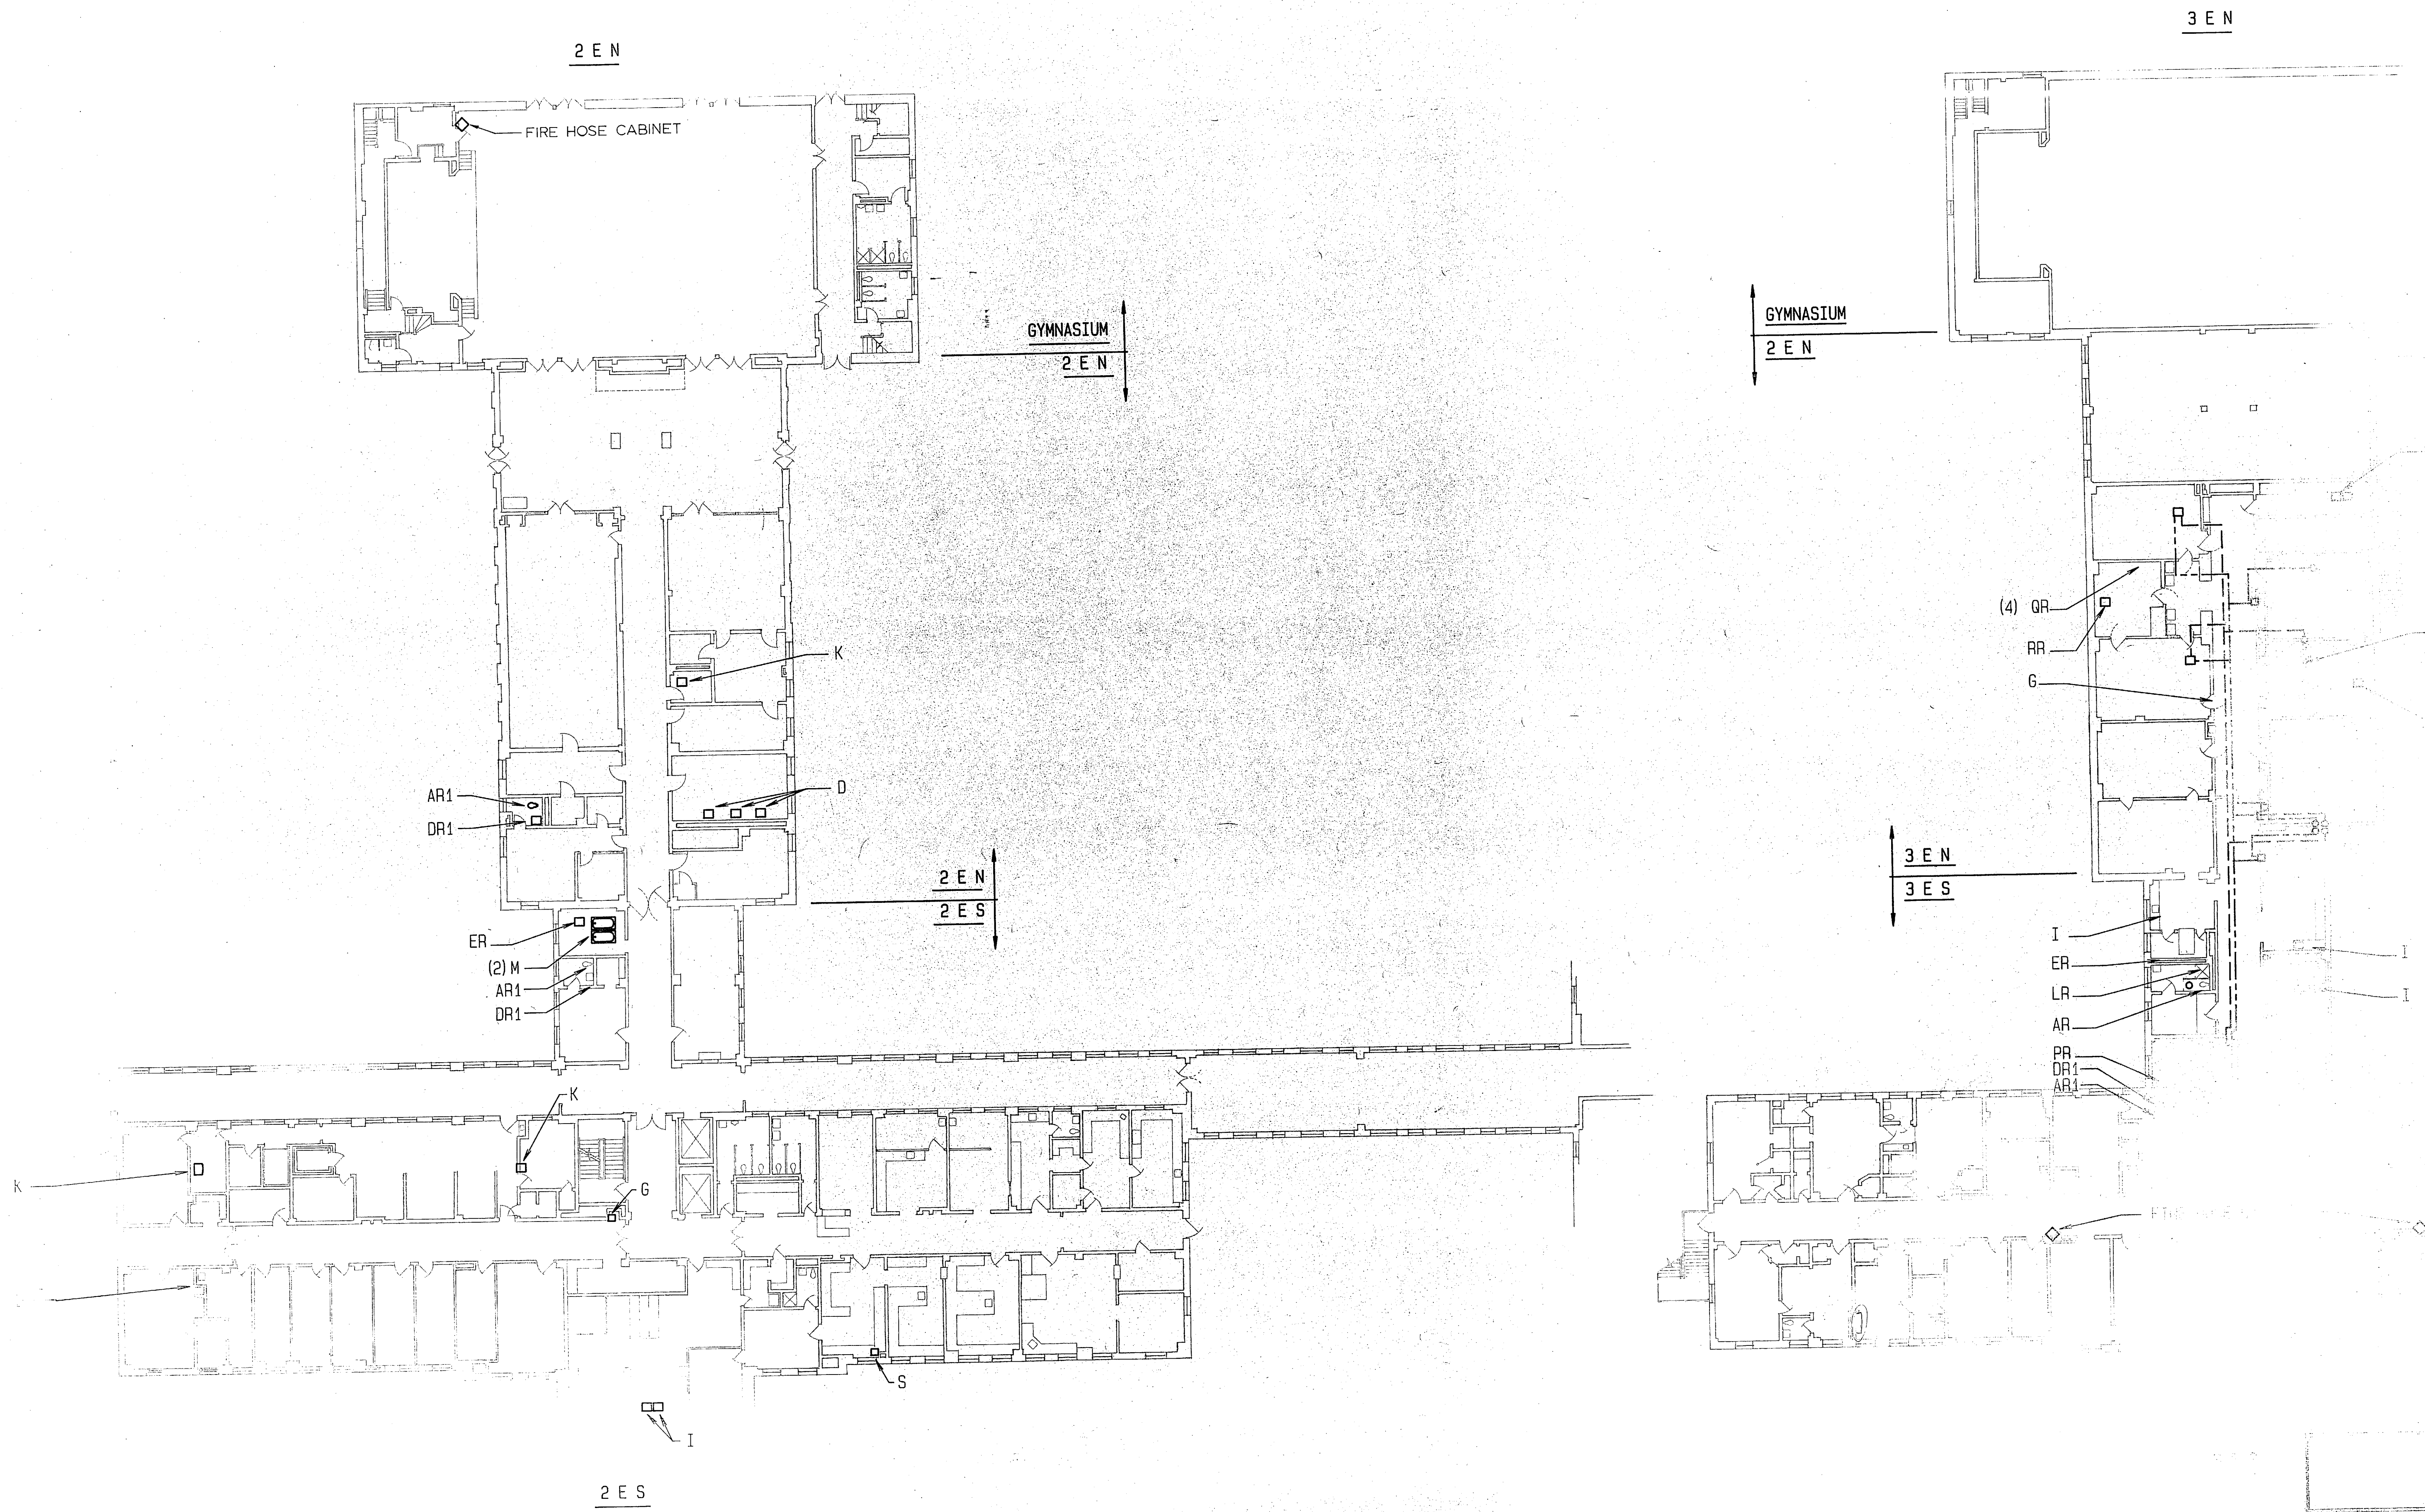 2 E N
3 E N
FIRE HOSE CABINET
GYMNASIUM
2 E N
GYMNASIUM
2 E N
(4) QR
RR
G
K
AR1
DR1
D
2 E N
2 E S
3 E N
3 E S
ER
(2) M
AR1
DR1
I
ER
LR
AR
I
I
PR
DR1
AR1
K
K
G
S
I
2 E S